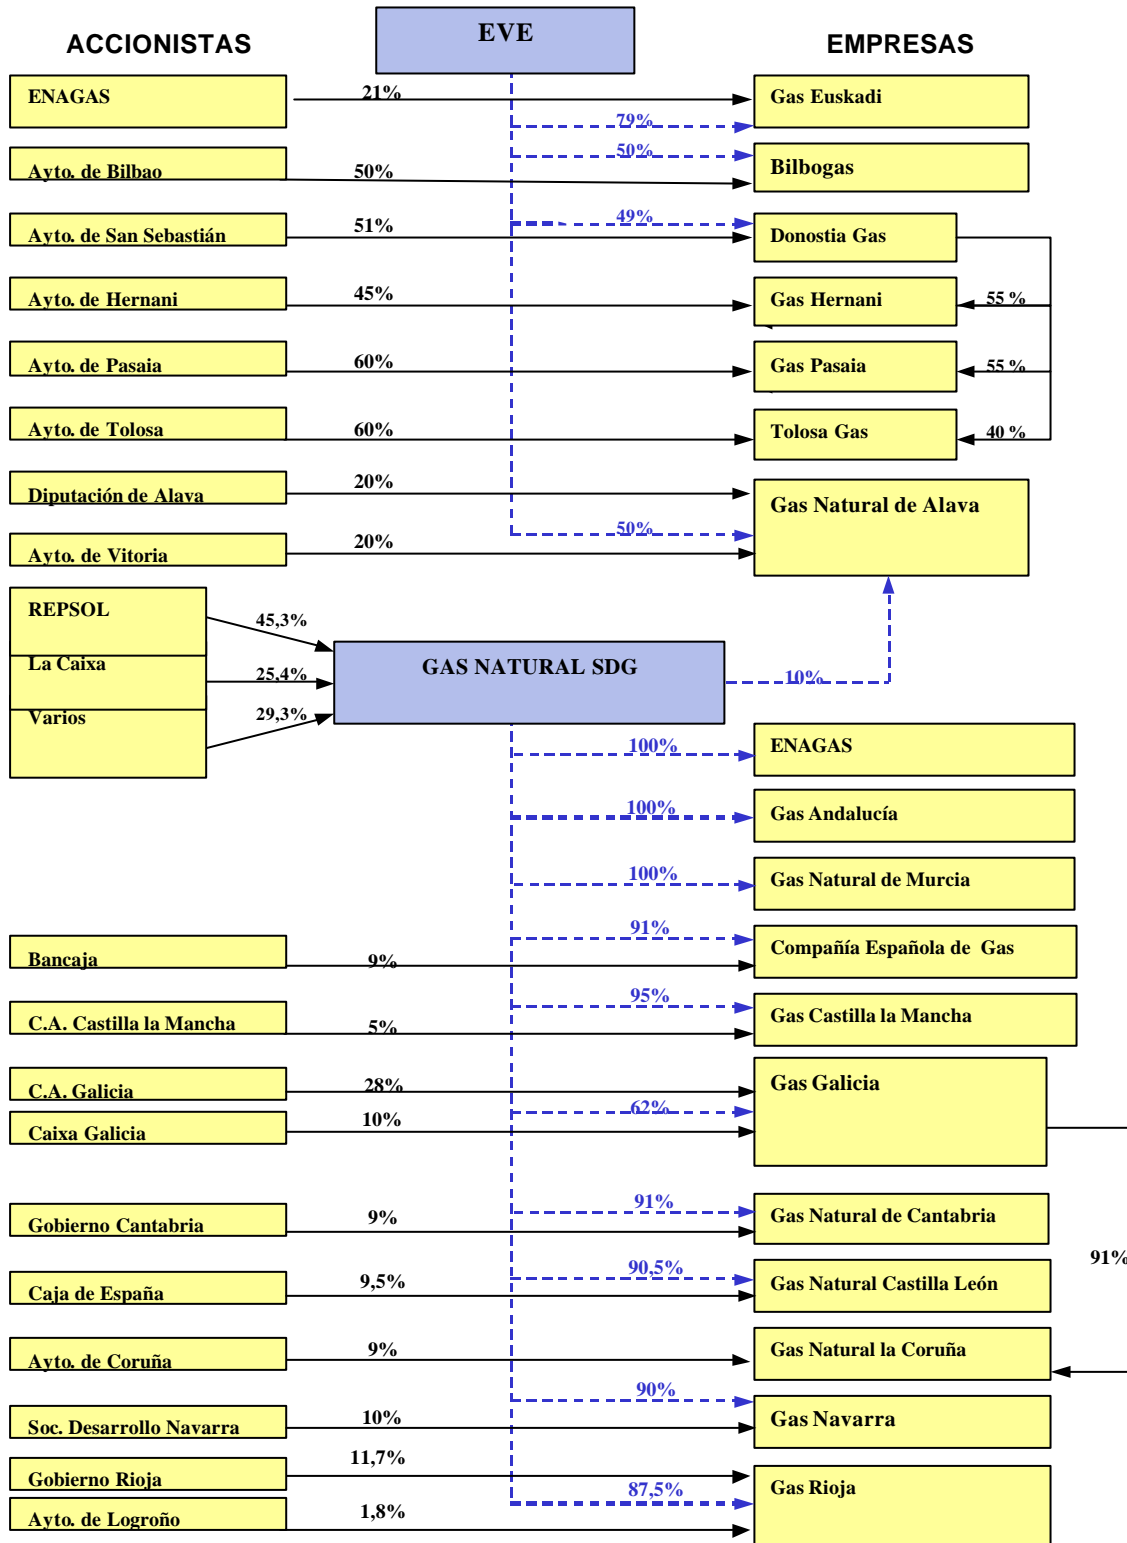 EVE
ACCIONISTAS
EMPRESAS
ENAGAS
21%
Gas Euskadi
79%
50%
Ayto. de Bilbao
50%
Bilbogas
49%
Ayto. de San Sebastián
51%
Donostia Gas
Ayto. de Hernani
45%
Gas Hernani
55 %
Ayto. de Pasaia
60%
Gas Pasaia
55 %
Ayto. de Tolosa
60%
Tolosa Gas
40 %
Diputación de Alava
20%
Gas Natural de Alava
50%
Ayto. de Vitoria
20%
REPSOL
45,3%
La Caixa
25,4%
GAS NATURAL SDG
10%
Varios
29,3%
100%
ENAGAS
100%
Gas Andalucía
100%
Gas Natural de Murcia
91%
Bancaja
9%
Compañía Española de Gas
95%
C.A. Castilla la Mancha
5%
Gas Castilla la Mancha
C.A. Galicia
28%
Gas Galicia
62%
Caixa Galicia
10%
91%
Gobierno Cantabria
9%
Gas Natural de Cantabria
91%
90,5%
Caja de España
9,5%
Gas Natural Castilla León
Ayto. de Coruña
9%
Gas Natural la Coruña
90%
Soc. Desarrollo Navarra
10%
Gas Navarra
Gobierno Rioja
11,7%
87,5%
Gas Rioja
Ayto. de Logroño
1,8%